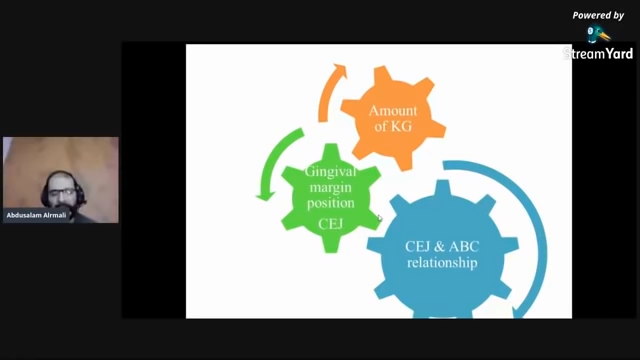 Powered by
StreamYard
Amount
of KG
Gingival
margin
position
CEJ
CEJ & ABC
relationship
Abdusalam Alrmali